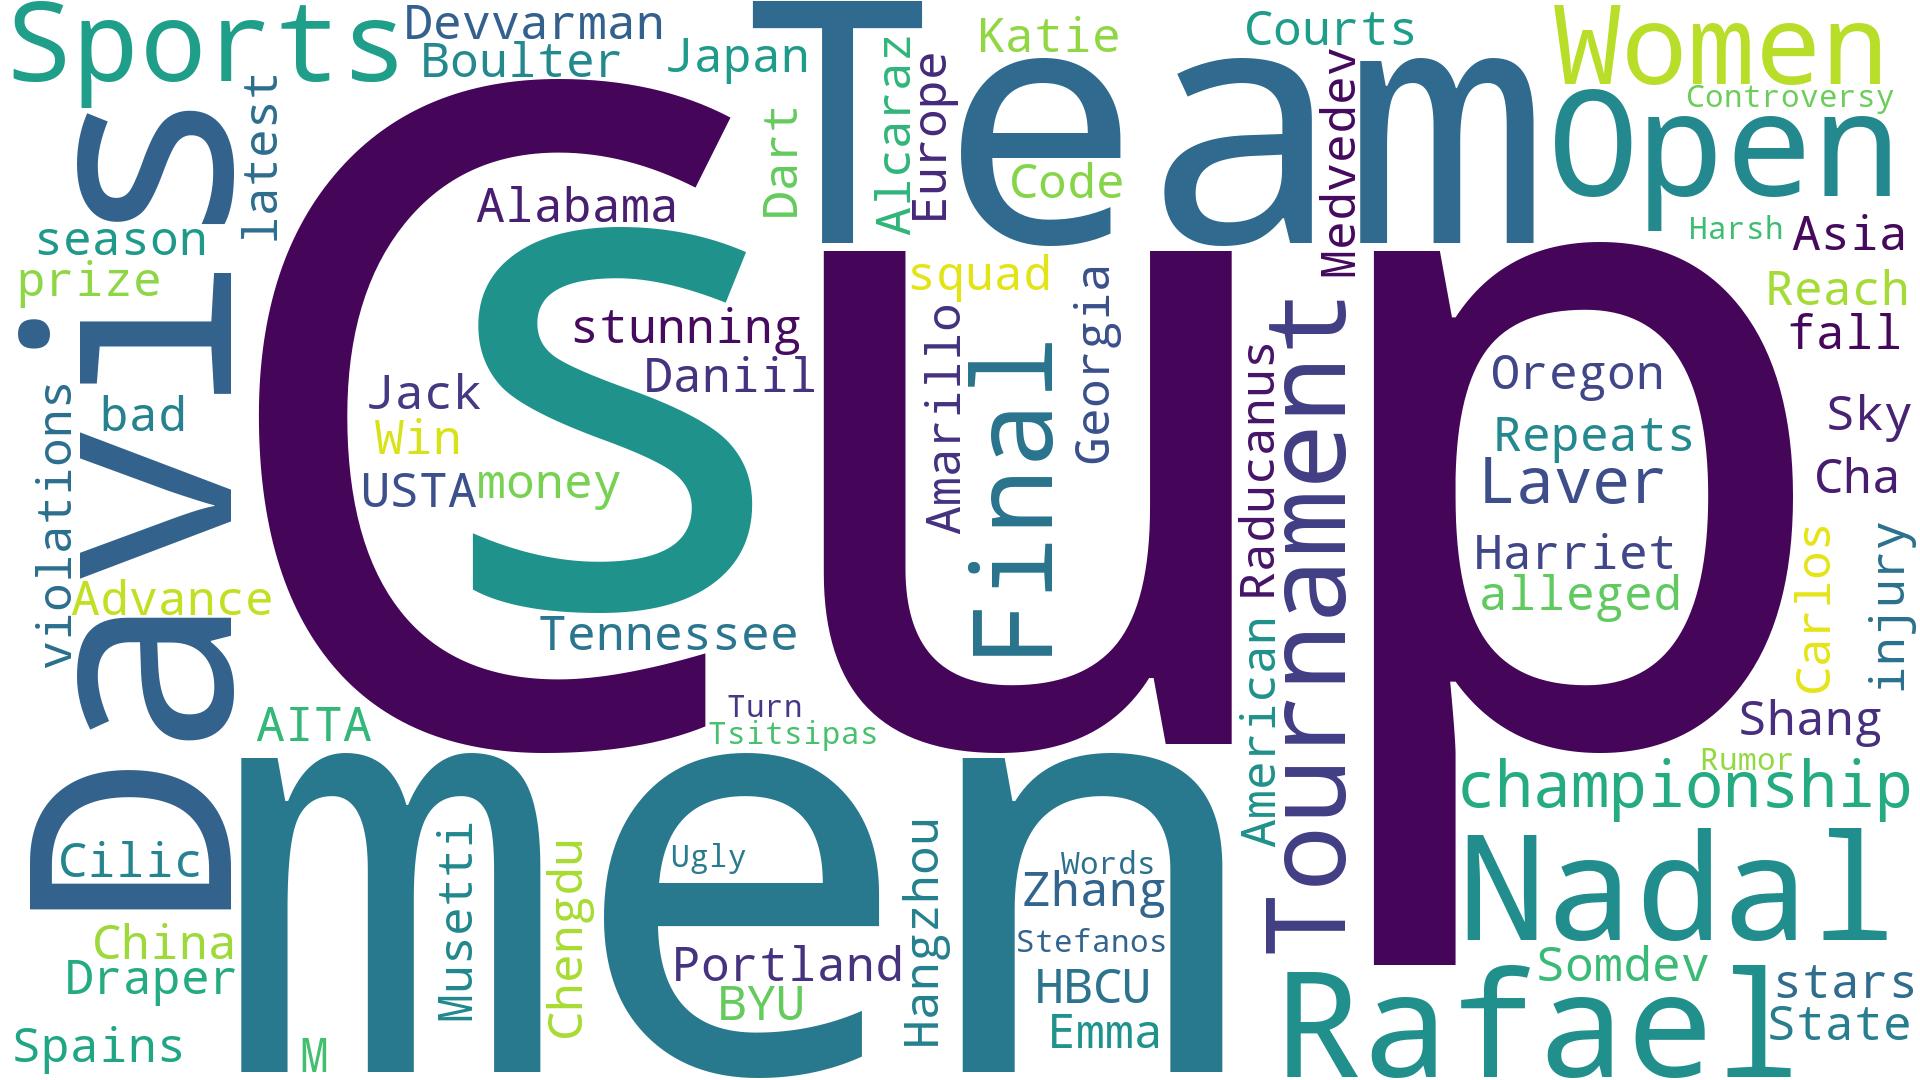 Sports
Devvarman
Boulter
Japan
Team
Katie
Courts
Women
Controversy
Open
Davis
latest
Dart
Alcaraz
Europe
Code
Medvedev
Harsh
Asia
season
prize
Cup
Alabama
s
stunning
Daniil
Jack
Win
USTA
money
Tennessee
squad
Amarillo
Final
Georgia
Raducanus
Tournament
American
Oregon
Repeats
Laver
Harriet
alleged
Reach
fall
Sky
Cha
Carlos
injury
Shang
Rumor
championship
violations
bad
Advance
AITA
Turn
Tsitsipas
men
Cilic
China
Draper
Spains
M
Musetti
Chengdu
Ugly
Portland
BYU
Hangzhou
Words
Zhang
Stefanos
HBCU
Emma
Nadal
Somdev
Rafael
stars
State